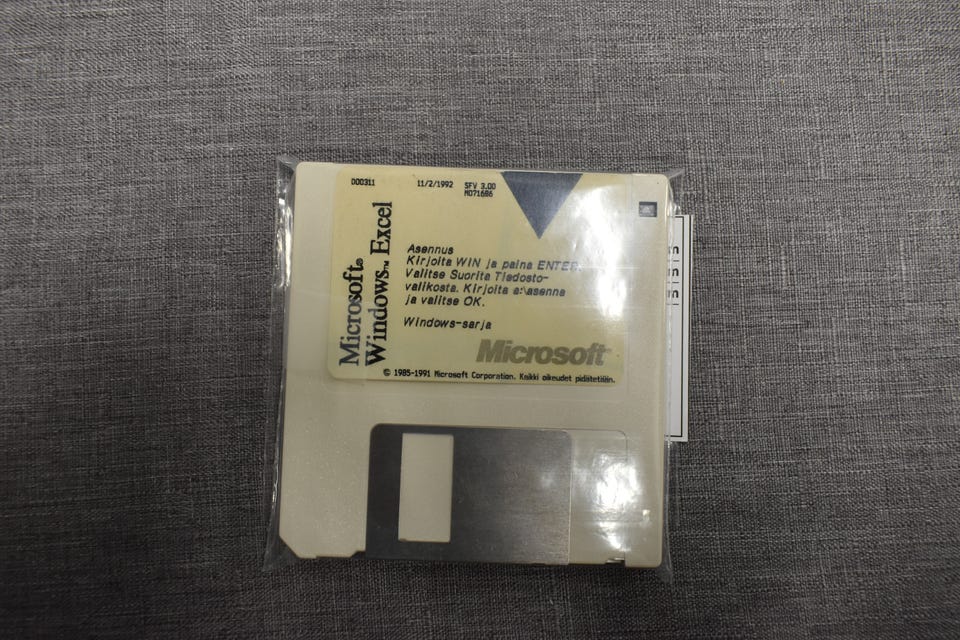 000311 11/2/1992 SFV 3.00
M071686
Microsoft®
Windows™ Excel
Asennus
Kirjoita WIN ja paina ENTER.
Valitse Suorita Tiedosto-
valikosta. Kirjoita a:\asenna
ja valitse OK.
Windows-sarja
Microsoft
© 1985-1991 Microsoft Corporation. Kaikki oikeudet pidätetään.